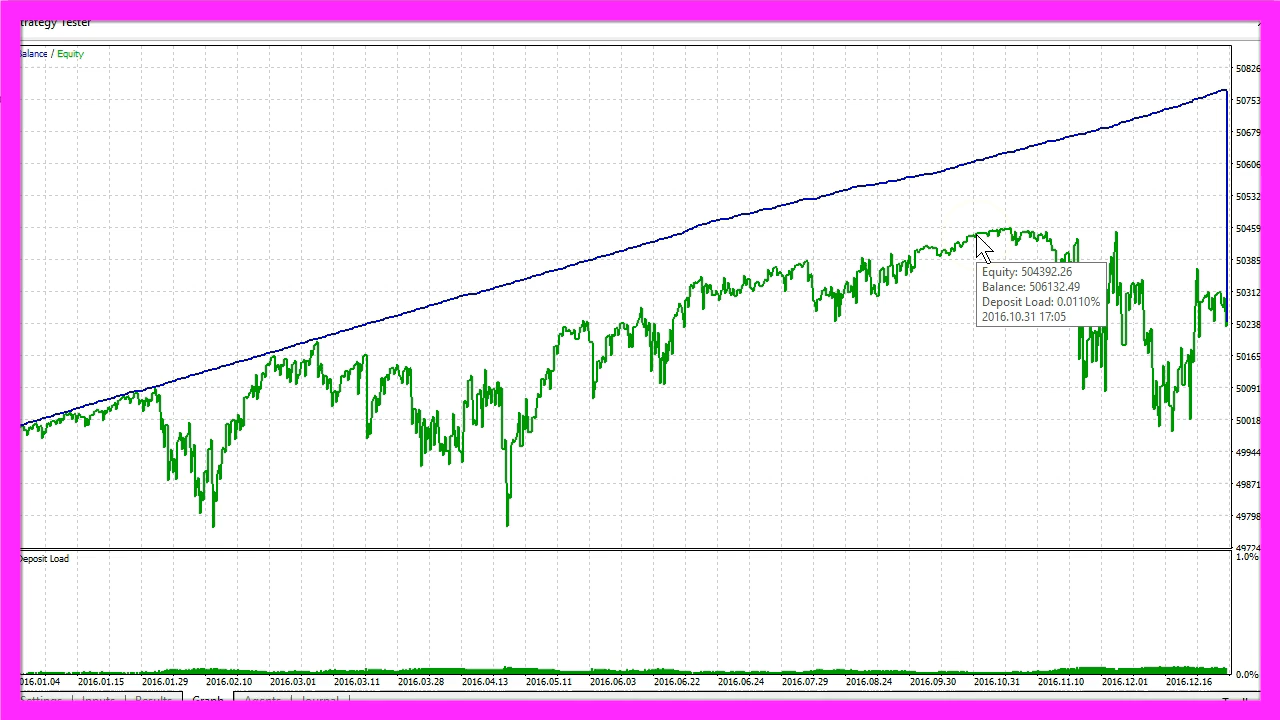 trategy Tester
alance / Equity
50826
50753
50679
50606
50532
50459
50385
50312
50238
50165
50091
50018
49944
49871
49798
49724
Equity: 504392.26
Balance: 506132.49
Deposit Load: 0.0110%
2016.10.31 17:05
Deposit Load
1.0%
0.0%
016.01.04 2016.01.15 2016.01.29 2016.02.10 2016.03.01 2016.03.11 2016.03.28 2016.04.13 2016.05.11 2016.06.03 2016.06.22 2016.06.24 2016.07.29 2016.08.24 2016.09.30 2016.10.31 2016.11.10 2016.12.01 2016.12.16
Settings Inputs Results Graph Agents Journal